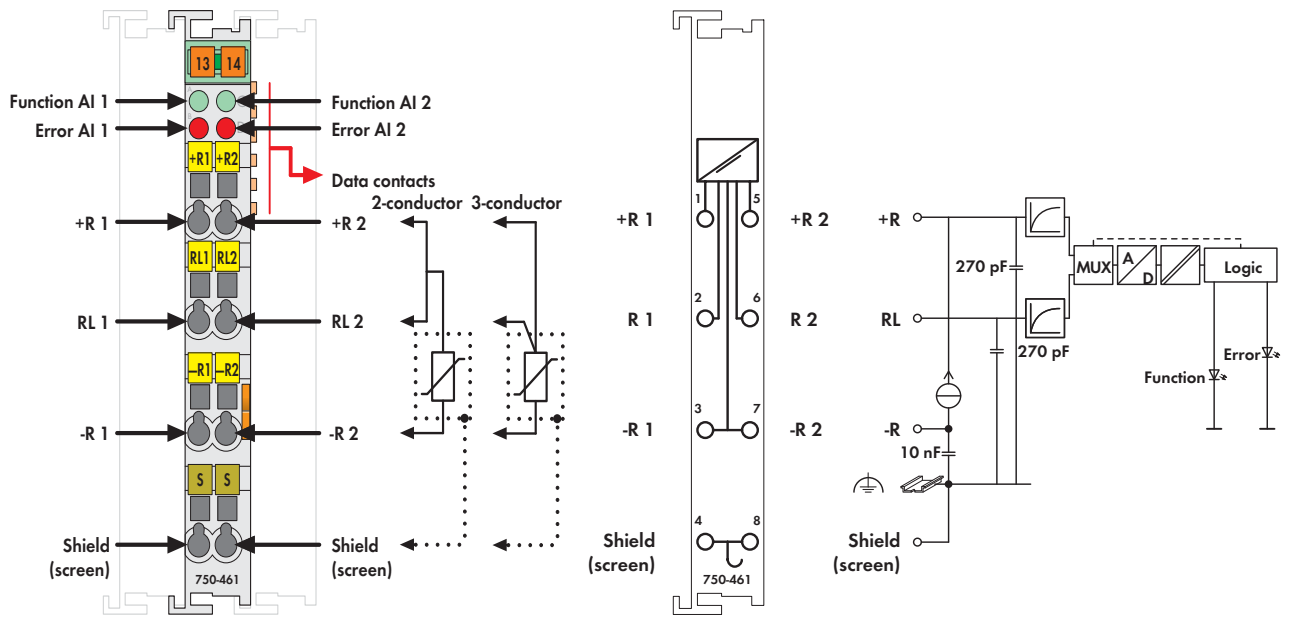 13 14
Function AI 1
Function AI 2
Error AI 1
Error AI 2
+R1 +R2
Data contacts
2-conductor 3-conductor
+R 1
+R 2
RL1 RL2
RL 1
RL 2
–R1 –R2
-R 1
-R 2
S S
Shield
(screen)
Shield
(screen)
750-461
1 5
+R 1
+R 2
2 6
R 1
R 2
3 7
-R 1
-R 2
4 8
Shield
(screen)
750-461
+R
270 pF
MUX
A
D
Logic
RL
270 pF
Error
Function
-R
10 nF
Shield
(screen)